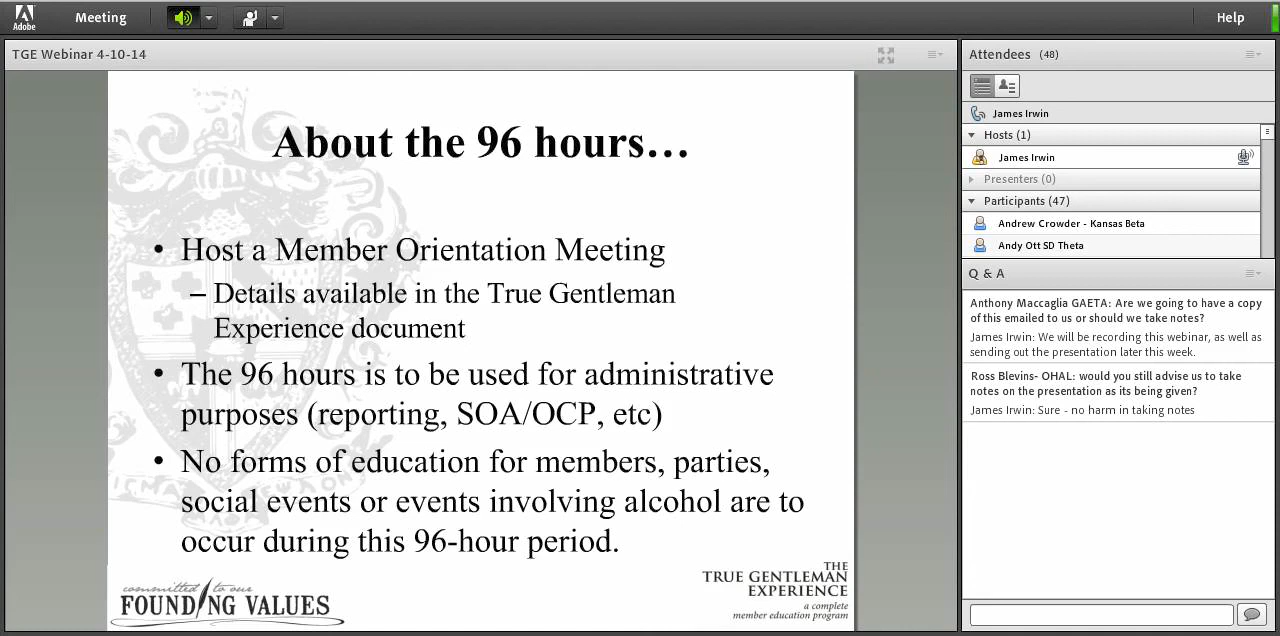 Adobe
Meeting
Help
TGE Webinar 4-10-14
About the 96 hours…
• Host a Member Orientation Meeting
– Details available in the True Gentleman
Experience document
• The 96 hours is to be used for administrative
purposes (reporting, SOA/OCP, etc)
• No forms of education for members, parties,
social events or events involving alcohol are to
occur during this 96-hour period.
committed to our
FOUNDING VALUES
THE
TRUE GENTLEMAN
EXPERIENCE
a complete
member education program
Attendees (48)
James Irwin
Hosts (1)
James Irwin
Presenters (0)
Participants (47)
Andrew Crowder - Kansas Beta
Andy Ott SD Theta
Q & A
Anthony Maccaglia GAETA: Are we going to have a copy
of this emailed to us or should we take notes?
James Irwin: We will be recording this webinar, as well as
sending out the presentation later this week.
Ross Blevins- OHAL: would you still advise us to take
notes on the presentation as its being given?
James Irwin: Sure - no harm in taking notes